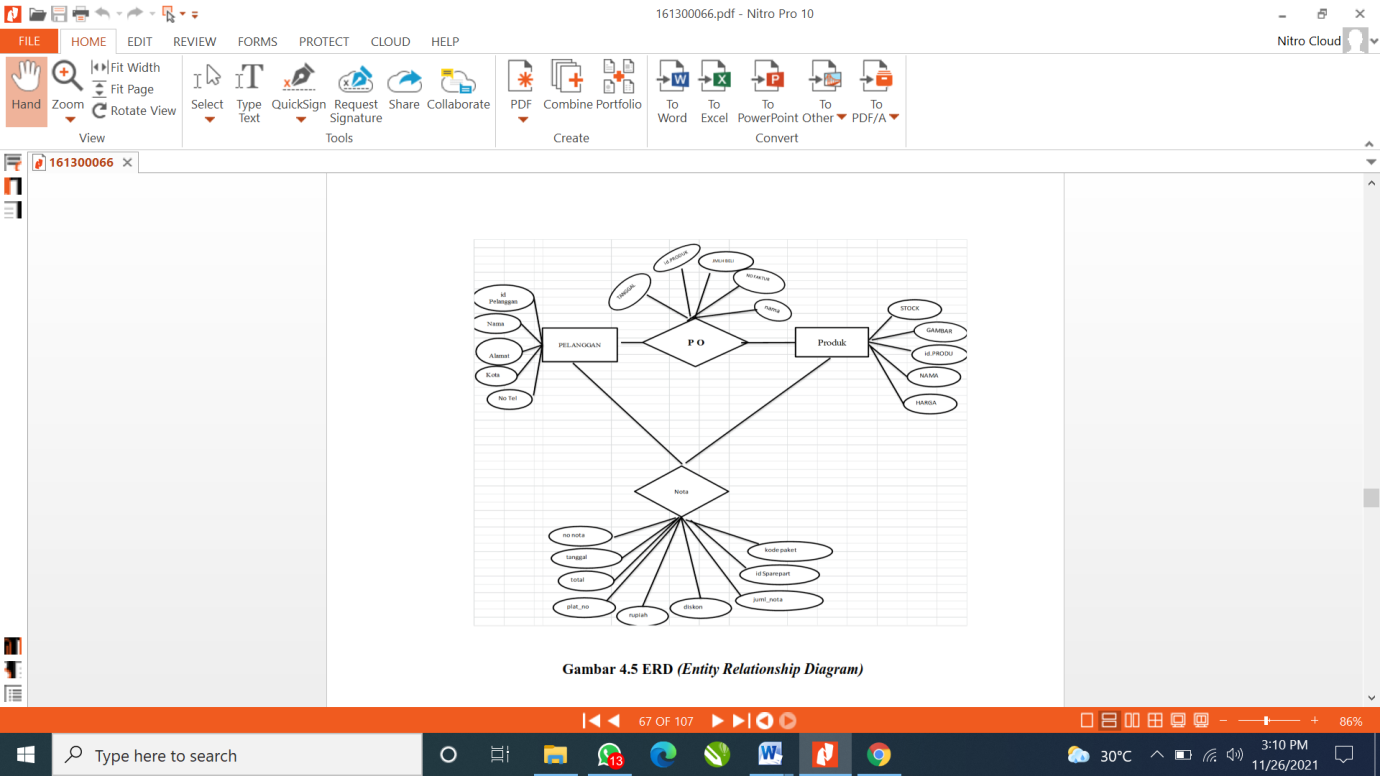 161300066.pdf - Nitro Pro 10
FILE HOME EDIT REVIEW FORMS PROTECT CLOUD HELP
Nitro Cloud
Hand
Zoom
Fit Width
Fit Page
Rotate View
View
Select
Type Text
QuickSign
Request Signature
Share
Collaborate
Tools
PDF
Combine
Portfolio
Create
To Word
To Excel
To PowerPoint
To Other
To PDF/A
Convert
161300066
id.PRODUK
JMLH BELI
NO FAKTUR
TANGGAL
nama
id Pelanggan
Nama
Alamat
Kota
No Tel
PELANGGAN
P O
Produk
STOCK
GAMBAR
id.PRODU
NAMA
HARGA
Nota
no nota
tanggal
total
plat_no
rupiah
diskon
juml_nota
id Sparepart
kode paket
Gambar 4.5 ERD (Entity Relationship Diagram)
67 OF 107
86%
Type here to search
13
30°C
3:10 PM
11/26/2021